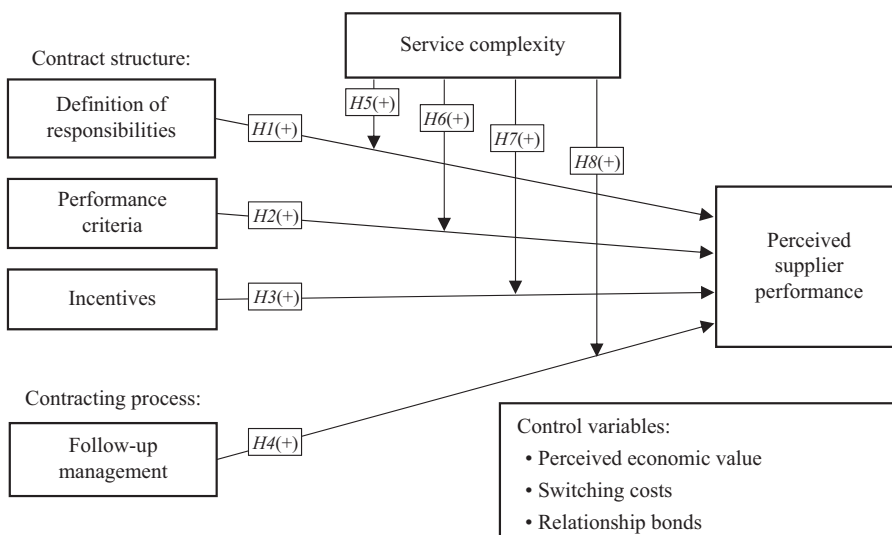 Service complexity
Contract structure:
Definition of
responsibilities
H1(+)
H5(+)
H6(+)
H7(+)
H8(+)
Performance
criteria
H2(+)
Incentives
H3(+)
Perceived
supplier
performance
Contracting process:
Follow-up
management
H4(+)
Control variables:
• Perceived economic value
• Switching costs
• Relationship bonds